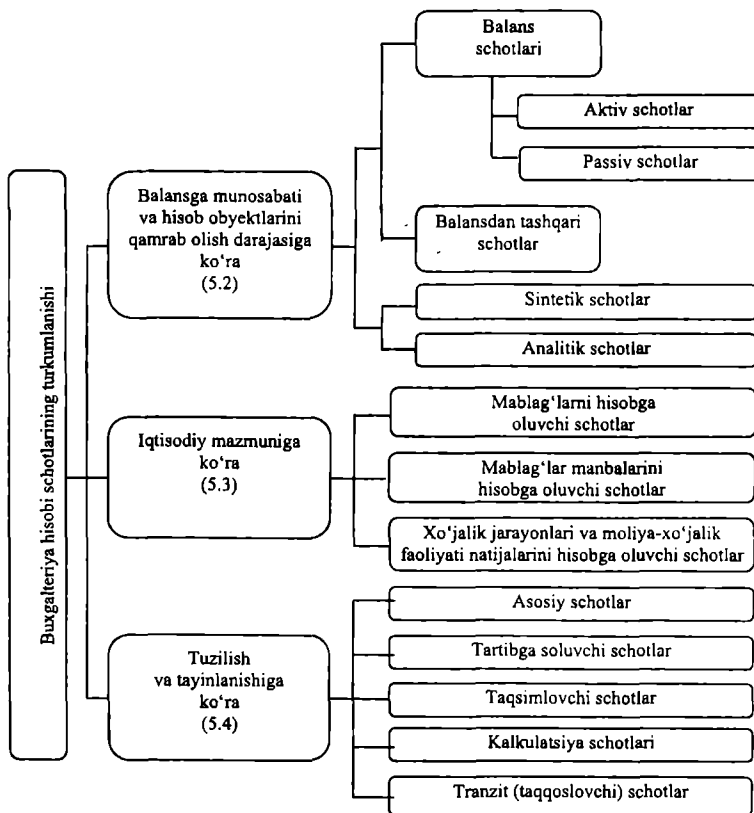 Buxgalteriya hisobi schotlarining turkumlanishi
Balansga munosabati
va hisob obyektlarini
qamrab olish darajasiga
ko‘ra
(5.2)
Balans
schotlari
Aktiv schotlar
Passiv schotlar
Balansdan tashqari
schotlar
Sintetik schotlar
Analitik schotlar
Iqtisodiy mazmuniga
ko‘ra
(5.3)
Mablag‘larni hisobga
oluvchi schotlar
Mablag‘lar manbalarini
hisobga oluvchi schotlar
Xo‘jalik jarayonlari va moliya-xo‘jalik
faoliyati natijalarini hisobga oluvchi schotlar
Tuzilish
va tayinlanishiga
ko‘ra
(5.4)
Asosiy schotlar
Tartibga soluvchi schotlar
Taqsimlovchi schotlar
Kalkulatsiya schotlari
Tranzit (taqqoslovchi) schotlar